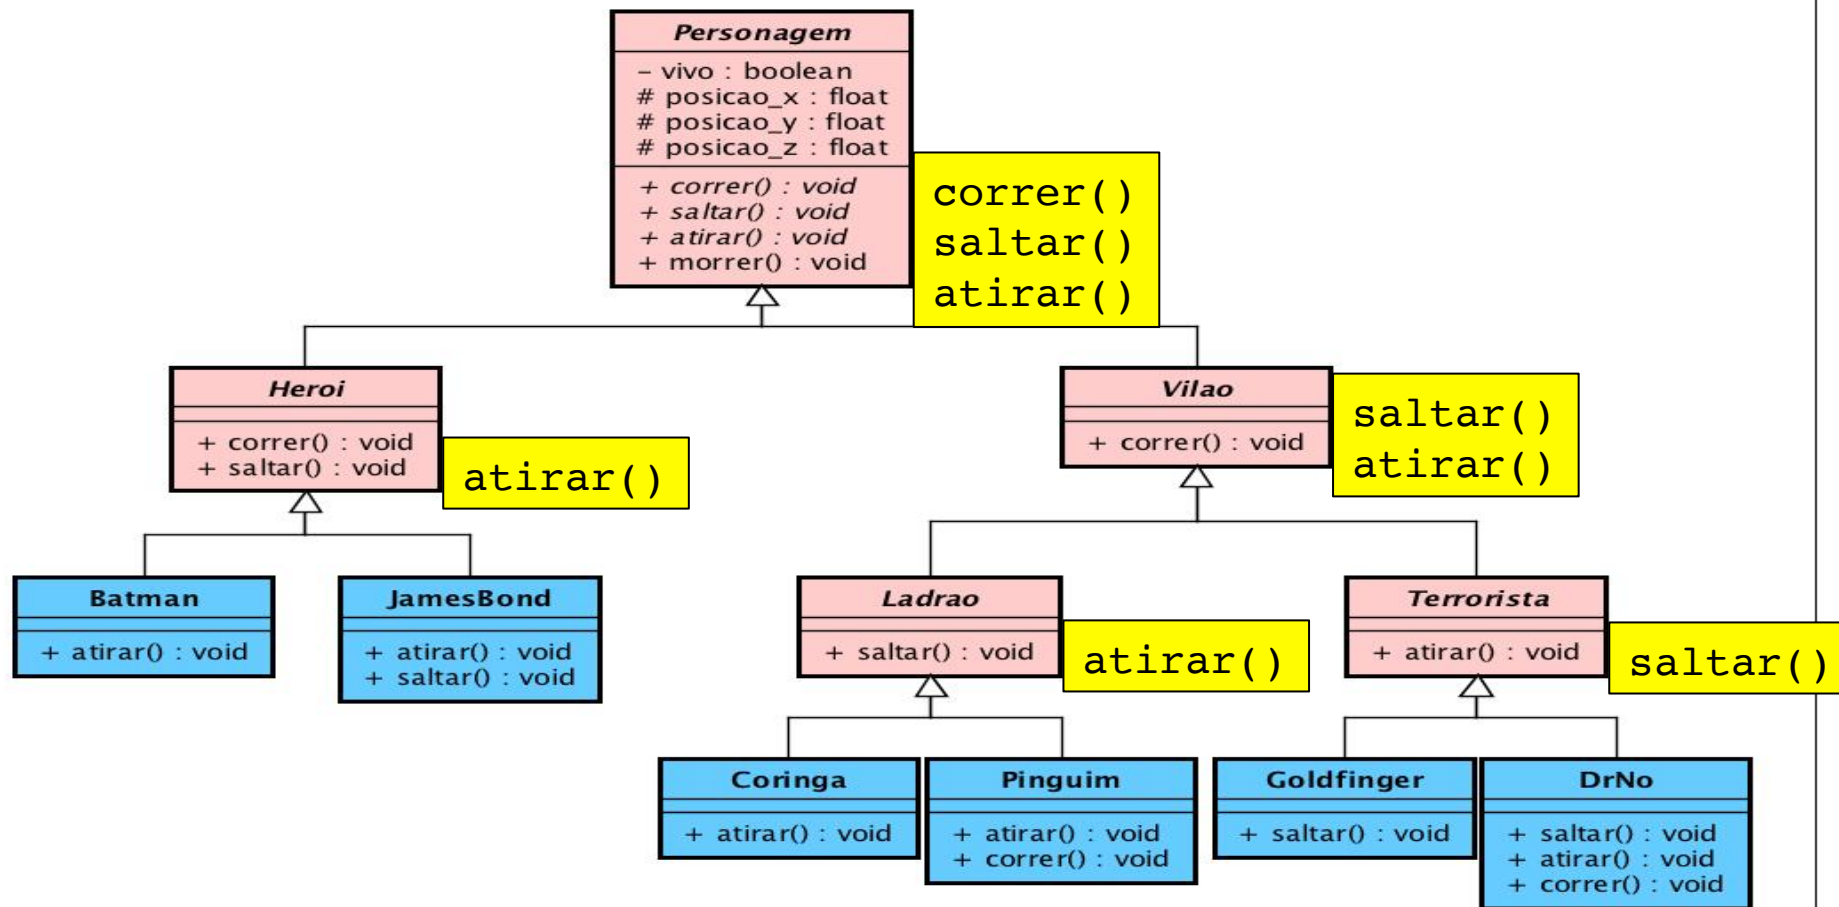 Personagem
– vivo : boolean
# posicao_x : float
# posicao_y : float
# posicao_z : float
+ correr() : void
+ saltar() : void
+ atirar() : void
+ morrer() : void
correr()
saltar()
atirar()
Heroi
+ correr() : void
+ saltar() : void
atirar()
Vilao
+ correr() : void
saltar()
atirar()
Batman
+ atirar() : void
JamesBond
+ atirar() : void
+ saltar() : void
Ladrao
+ saltar() : void
atirar()
Terrorista
+ atirar() : void
saltar()
Coringa
+ atirar() : void
Pinguim
+ atirar() : void
+ correr() : void
Goldfinger
+ saltar() : void
DrNo
+ saltar() : void
+ atirar() : void
+ correr() : void